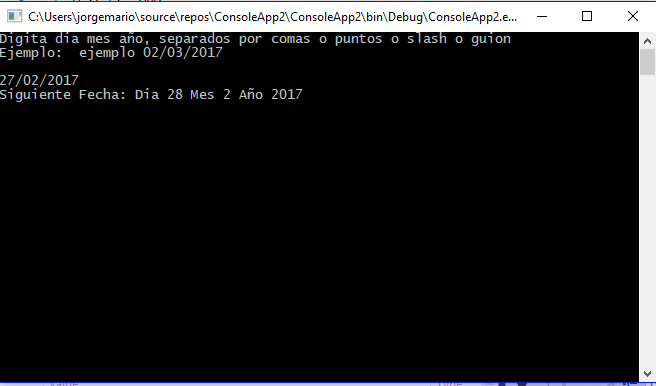 C:\Users\jorgemario\source\repos\ConsoleApp2\ConsoleApp2\bin\Debug\ConsoleApp2.e...
Digita dia mes año, separados por comas o puntos o slash o guion
Ejemplo:  ejemplo 02/03/2017
27/02/2017
Siguiente Fecha: Dia 28 Mes 2 Año 2017